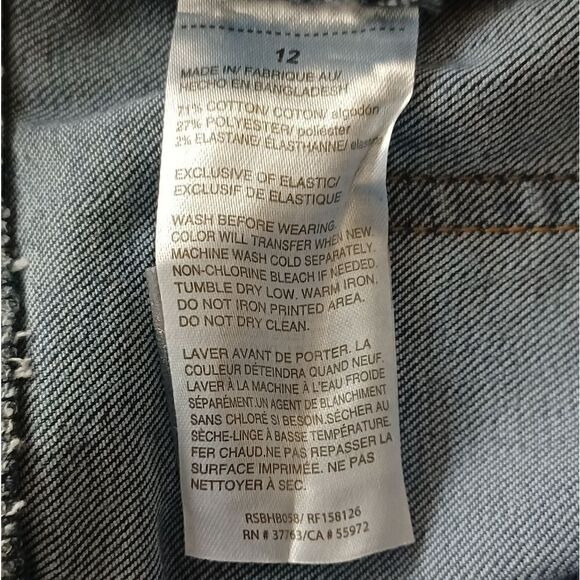 12
MADE IN/ FABRIQUE AU/
HECHO EN BANGLADESH
71% COTTON/ COTON/ algodón
27% POLYESTER/ poliéster
2% ELASTANE/ ÉLASTHANNE/
EXCLUSIVE OF ELASTIC/
EXCLUSIF DE ÉLASTIQUE
WASH BEFORE WEARING
COLOR WILL TRANSFER WHEN NEW
MACHINE WASH COLD SEPARATELY.
NON-CHLORINE BLEACH IF NEEDED.
TUMBLE DRY LOW. WARM IRON.
DO NOT IRON PRINTED AREA.
DO NOT DRY CLEAN.
LAVER AVANT DE PORTER. LA
COULEUR DÉTEINDRA QUAND NEUF.
LAVER À LA MACHINE À L'EAU FROIDE
SÉPARÉMENT.UN AGENT DE BLANCHIMENT
SANS CHLORE SI BESOIN.SÉCHER AU
SÈCHE-LINGE À BASSE TEMPÉRATURE.
FER CHAUD.NE PAS REPASSER LA
SURFACE IMPRIMÉE. NE PAS
NETTOYER À SEC.
RSBHB058/ RF158126
RN # 37763/CA # 55972